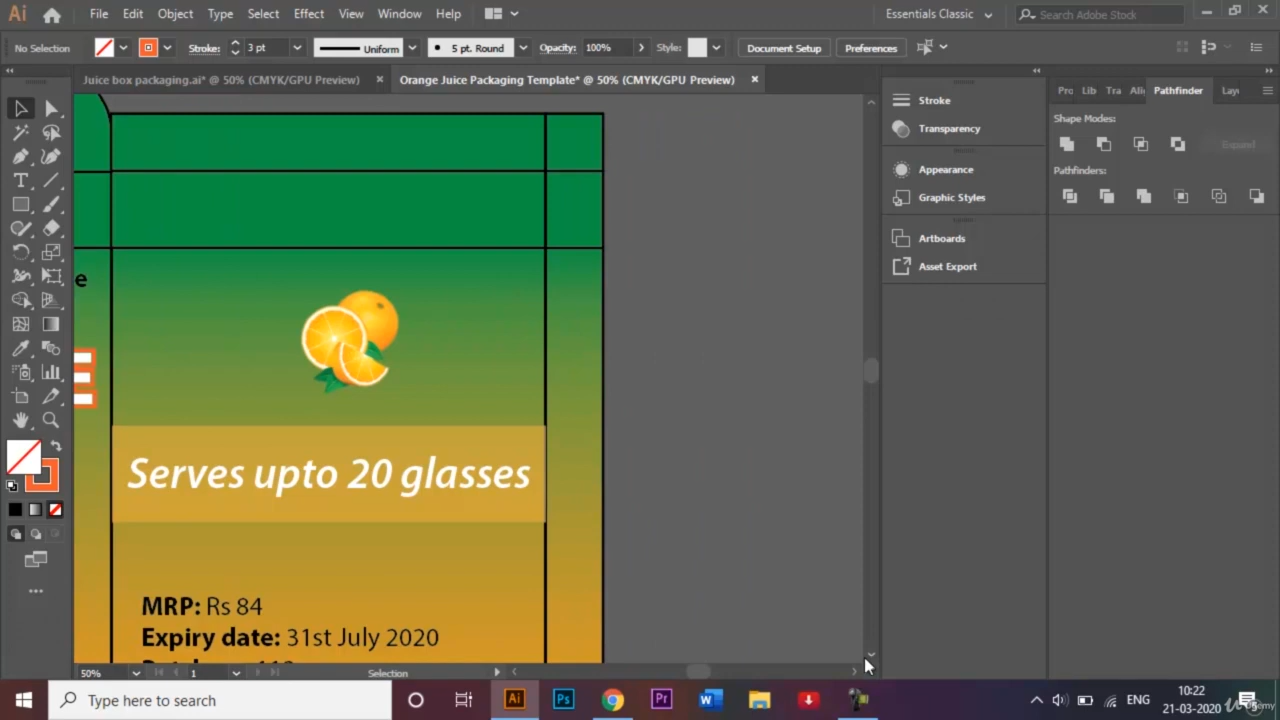 Ai File Edit Object Type Select Effect View Window Help Essentials Classic Search Adobe Stock
No Selection Stroke: 3 pt Uniform 5 pt. Round Opacity: 100% Style: Document Setup Preferences
Juice box packaging.ai* @ 50% (CMYK/GPU Preview) × Orange Juice Packaging Template* @ 50% (CMYK/GPU Preview) ×
Stroke
Transparency
Appearance
Graphic Styles
Artboards
Asset Export
Pro Lib Tra Ali Pathfinder Lay
Shape Modes:
Expand
Pathfinders:
e
E
Serves upto 20 glasses
MRP: Rs 84
Expiry date: 31st July 2020
50% 1 Selection
Type here to search
Ai Ps Pr W
ENG
10:22
21-03-2020